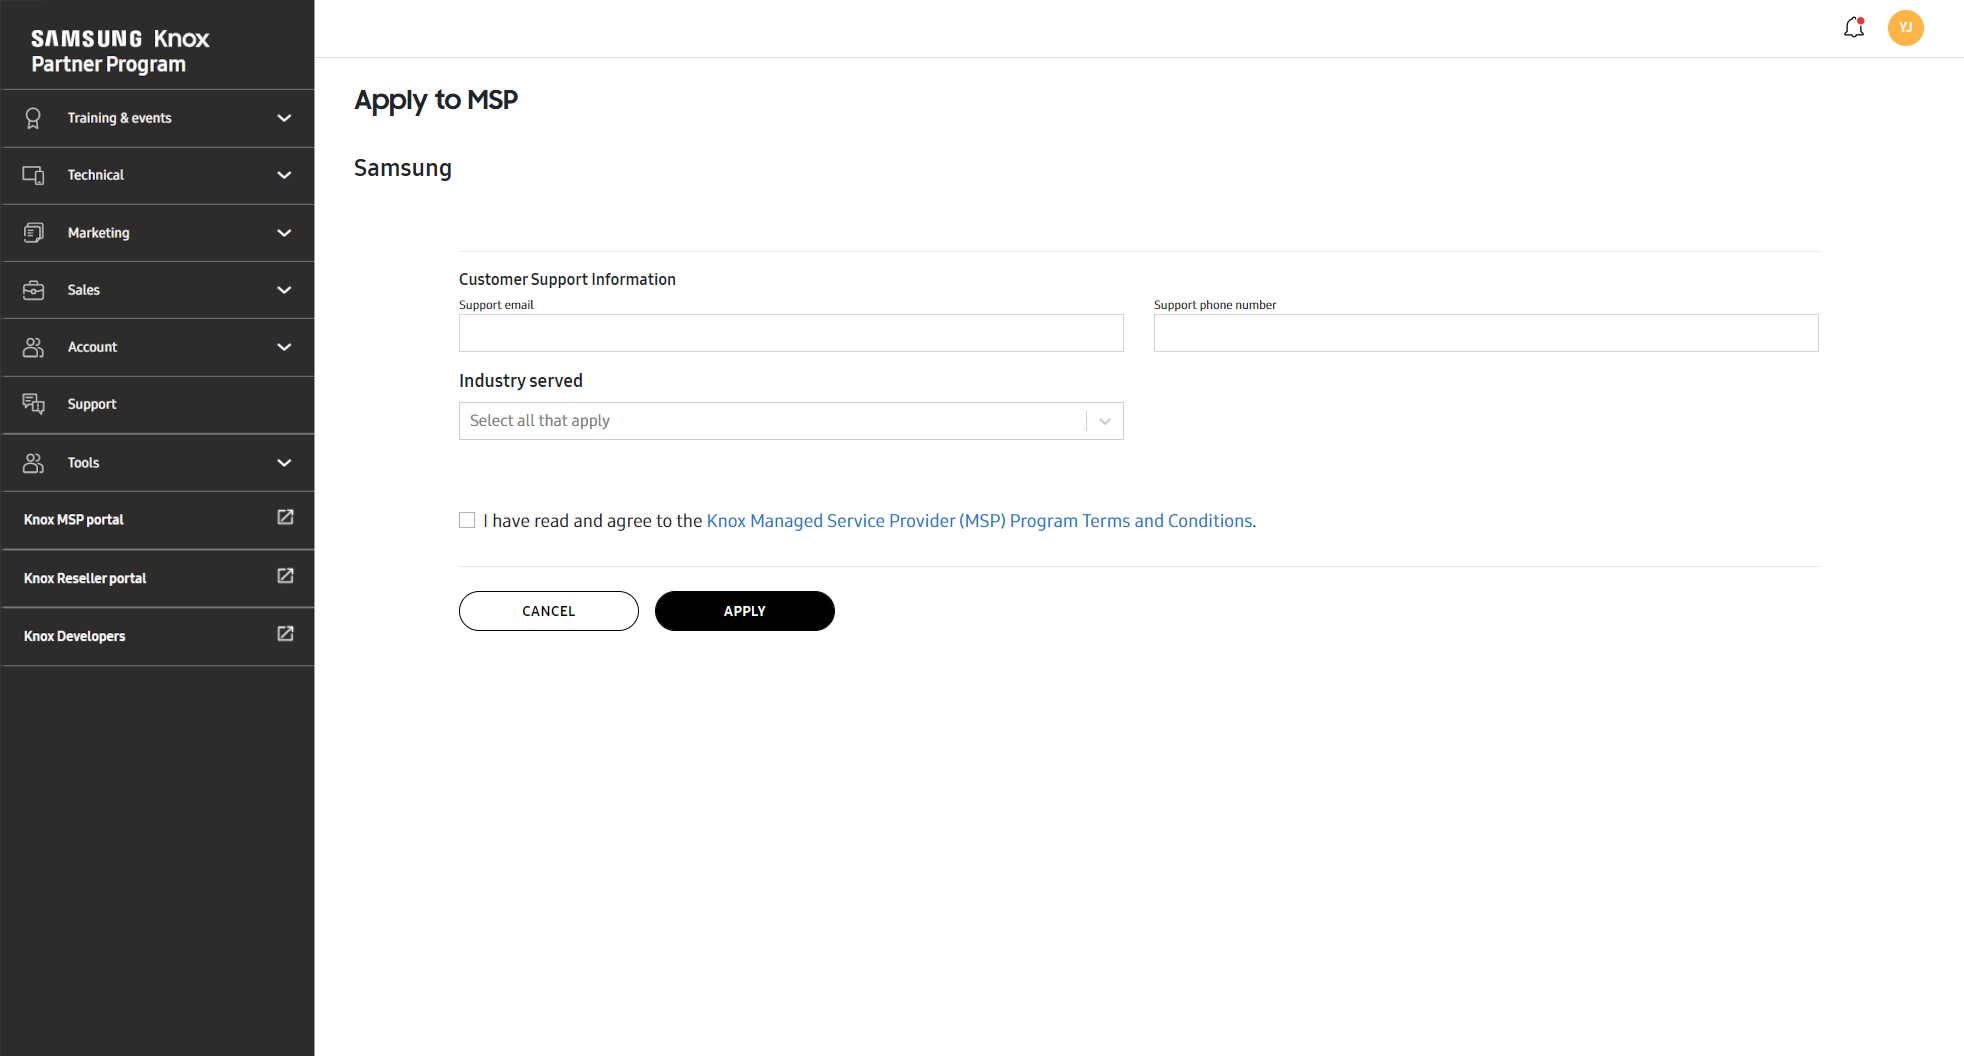 SAMSUNG Knox
Partner Program
Training & events
Technical
Marketing
Sales
Account
Support
Tools
Knox MSP portal
Knox Reseller portal
Knox Developers
YJ
Apply to MSP
Samsung
Customer Support Information
Support email
Support phone number
Industry served
Select all that apply
I have read and agree to the Knox Managed Service Provider (MSP) Program Terms and Conditions.
CANCEL
APPLY